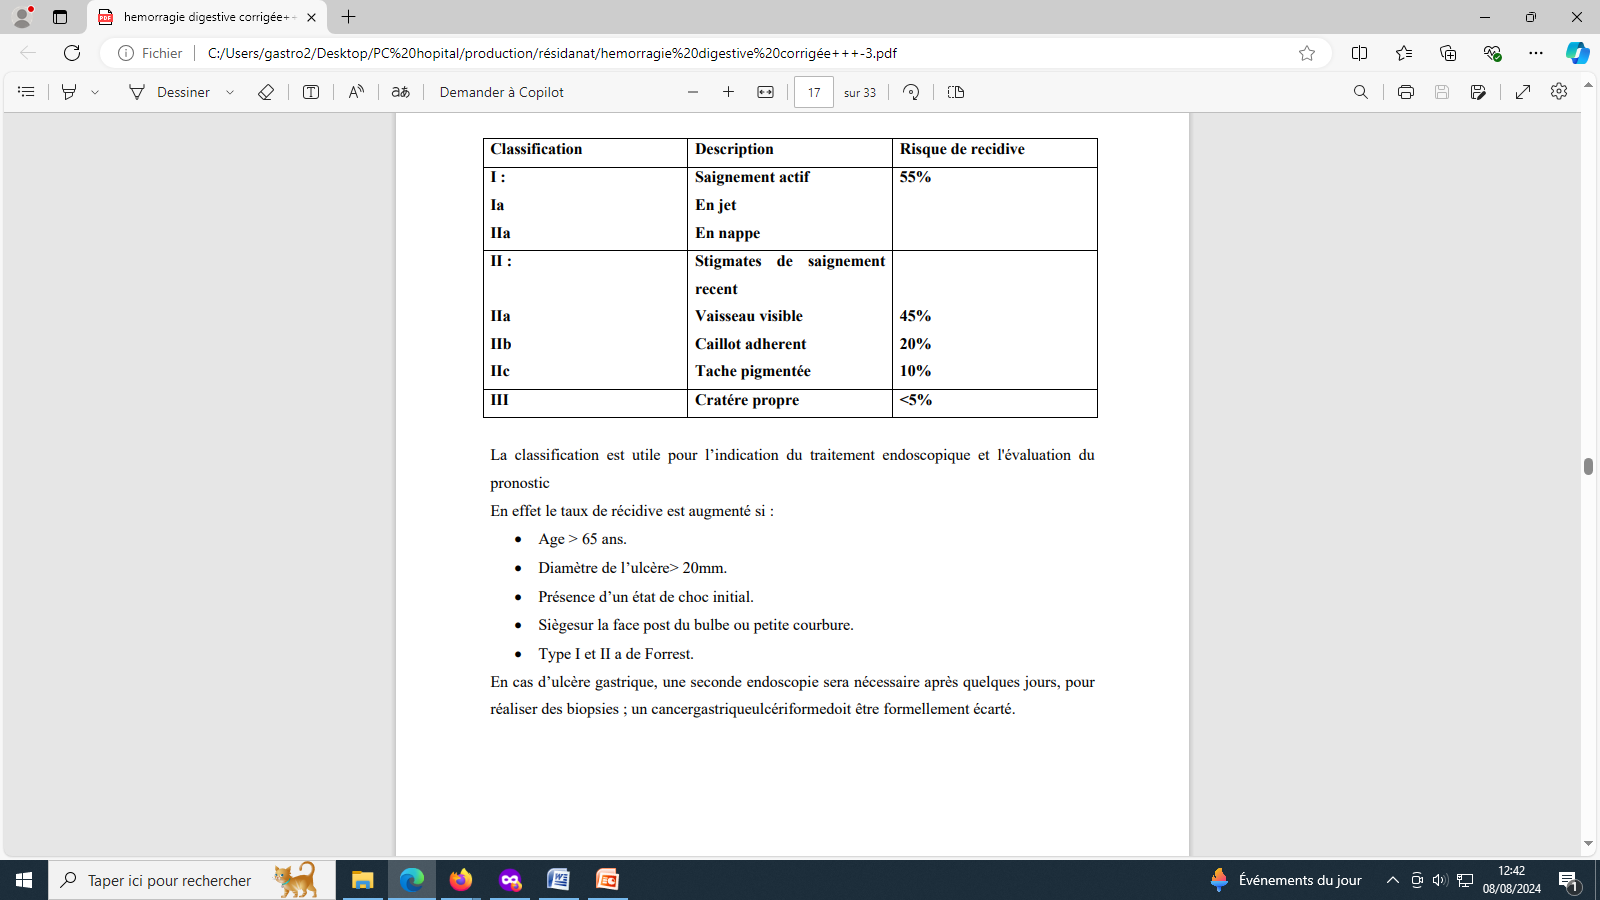 hemorragie digestive corrigée+
Fichier
C:/Users/gastro2/Desktop/PC%20hopital/production/résidanat/hemorragie%20digestive%20corrigée+++-3.pdf
Dessiner
Demander à Copilot
17
sur 33
Classification Description Risque de recidive
I : Saignement actif 55%
Ia En jet
IIa En nappe
II : Stigmates de saignement
recent
IIa Vaisseau visible 45%
IIb Caillot adherent 20%
IIc Tache pigmentée 10%
III Cratére propre <5%
La classification est utile pour l’indication du traitement endoscopique et l'évaluation du
pronostic
En effet le taux de récidive est augmenté si :
• Age > 65 ans.
• Diamètre de l’ulcère> 20mm.
• Présence d’un état de choc initial.
• Siègesur la face post du bulbe ou petite courbure.
• Type I et II a de Forrest.
En cas d’ulcère gastrique, une seconde endoscopie sera nécessaire après quelques jours, pour
réaliser des biopsies ; un cancergastriqueulcériformedoit être formellement écarté.
Taper ici pour rechercher
Événements du jour
12:42
08/08/2024
1